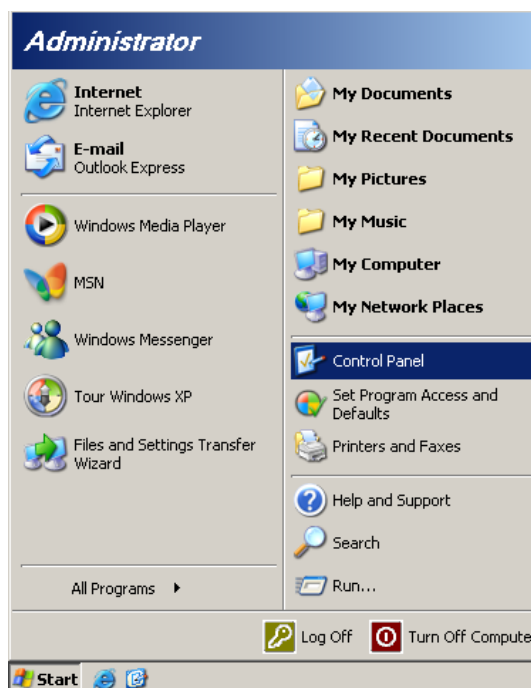 Administrator
Internet
Internet Explorer
E-mail
Outlook Express
Windows Media Player
MSN
Windows Messenger
Tour Windows XP
Files and Settings Transfer
Wizard
All Programs
My Documents
My Recent Documents
My Pictures
My Music
My Computer
My Network Places
Control Panel
Set Program Access and
Defaults
Printers and Faxes
Help and Support
Search
Run...
Log Off
Turn Off Compute
Start